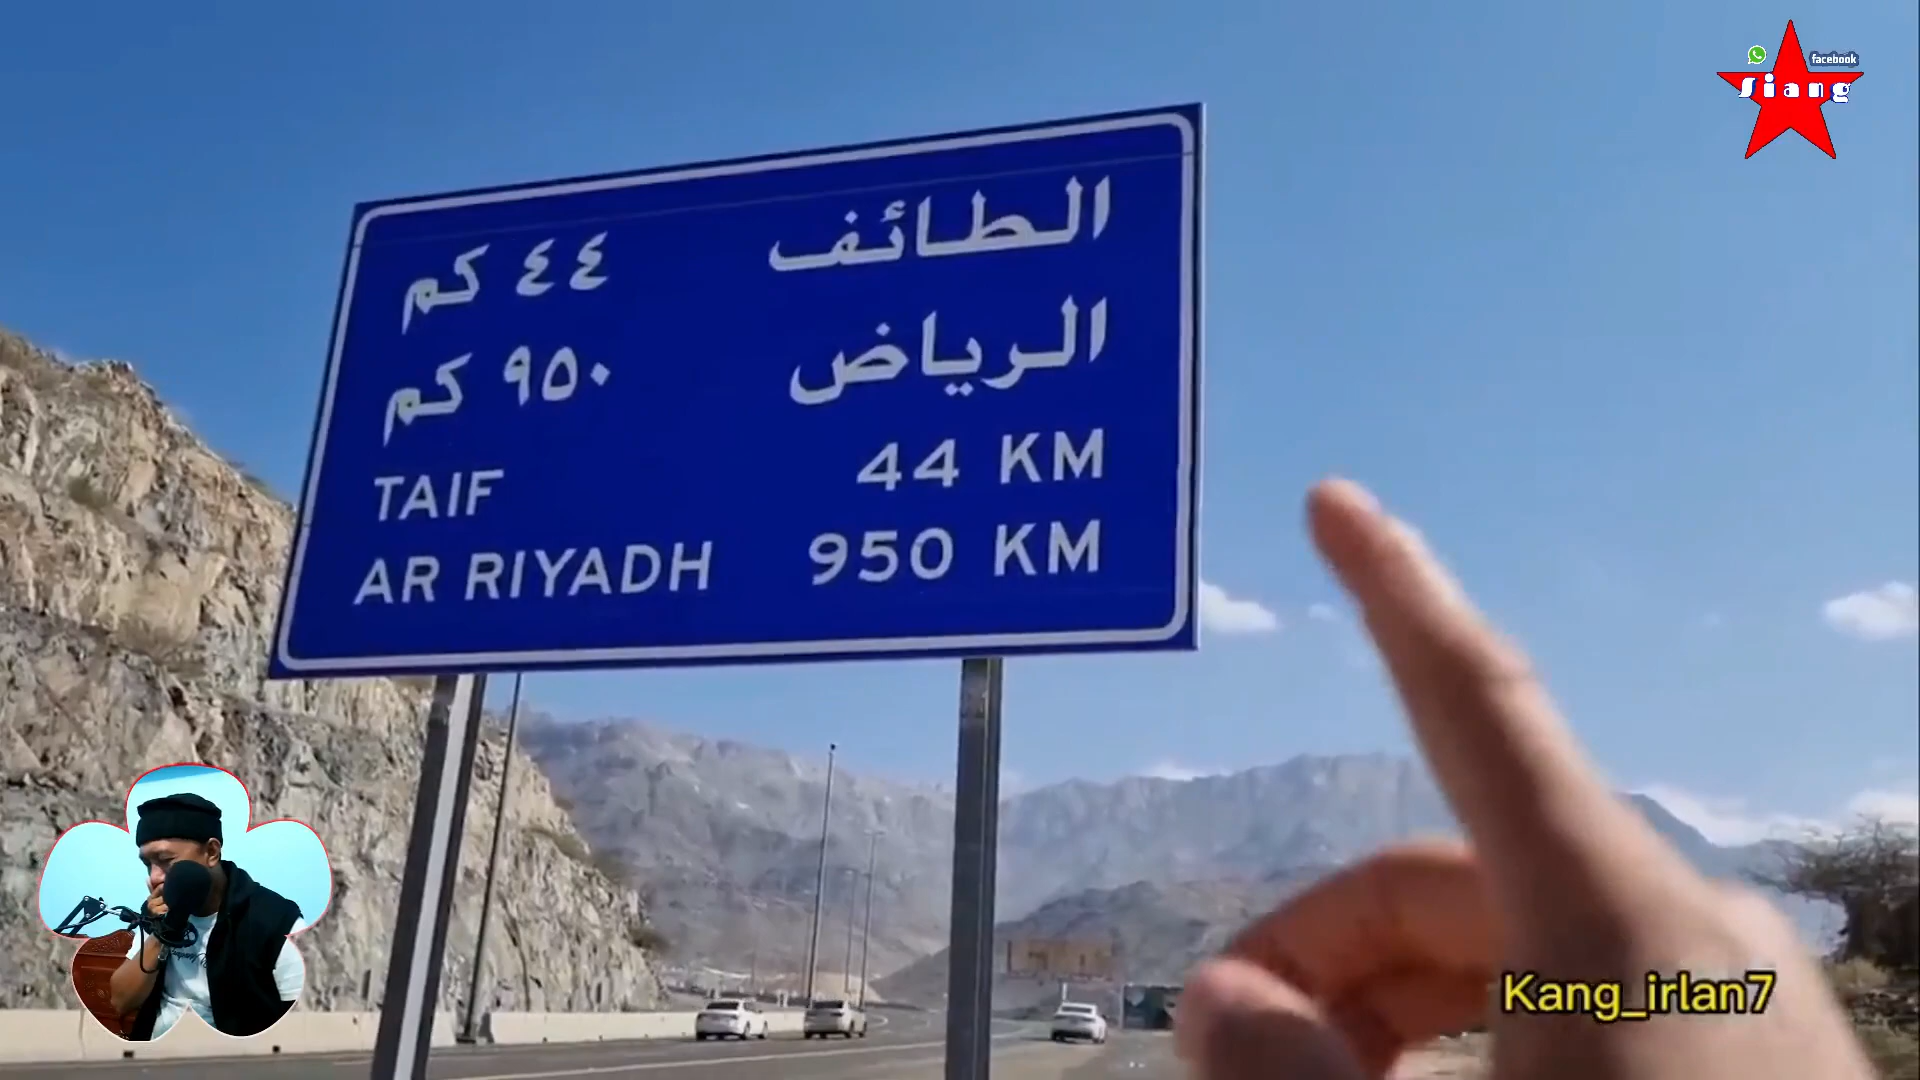 facebook
Siang
الطائف ٤٤ كم
الرياض ٩٥٠ كم
TAIF 44 KM
AR RIYADH 950 KM
Kang_irlan7